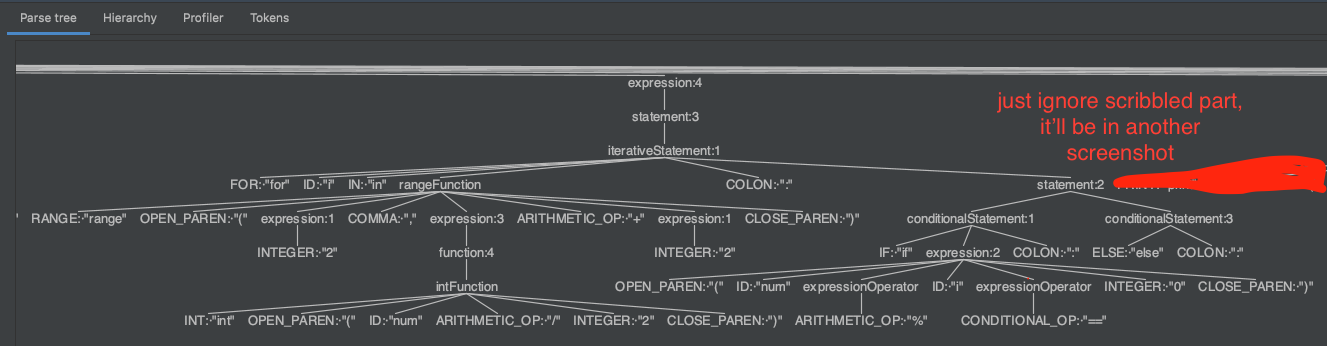 Parse tree Hierarchy Profiler Tokens
expression:4
just ignore scribbled part,
statement:3
it'll be in another
iterativeStatement:1
screenshot
FOR:"for" ID:"i" IN:"in" rangeFunction COLON:":" statement:2
" RANGE:"range" OPEN_PAREN:"(" expression:1 COMMA:"," expression:3 ARITHMETIC_OP:"+" expression:1 CLOSE_PAREN:")" conditionalStatement:1 conditionalStatement:3
INTEGER:"2" function:4 INTEGER:"2" IF:"if" expression:2 COLON:":" ELSE:"else" COLON:":"
intFunction OPEN_PAREN:"(" ID:"num" expressionOperator ID:"i" expressionOperator INTEGER:"0" CLOSE_PAREN:")"
INT:"int" OPEN_PAREN:"(" ID:"num" ARITHMETIC_OP:"/" INTEGER:"2" CLOSE_PAREN:")" ARITHMETIC_OP:"%" CONDITIONAL_OP:"=="